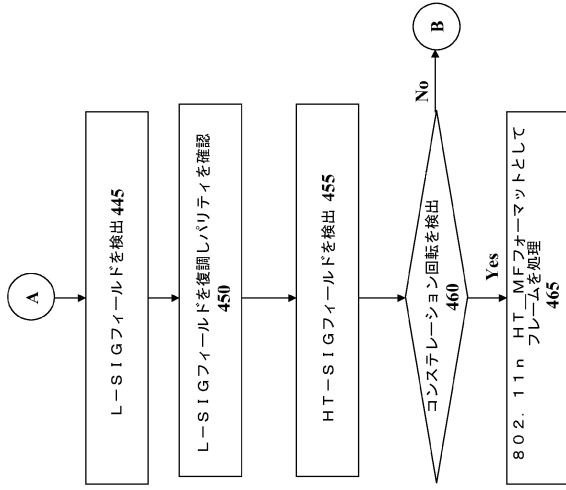 A
L－ＳＩＧフィールドを検出 445
L－ＳＩＧフィールドを復調しパリティを確認
450
ＨＴ－ＳＩＧフィールドを検出 455
コンステレーション回転を検出
460
No
B
Yes
８０２．１１ｎ ＨＴ＿ＭＦフォーマットとして
フレームを処理
465